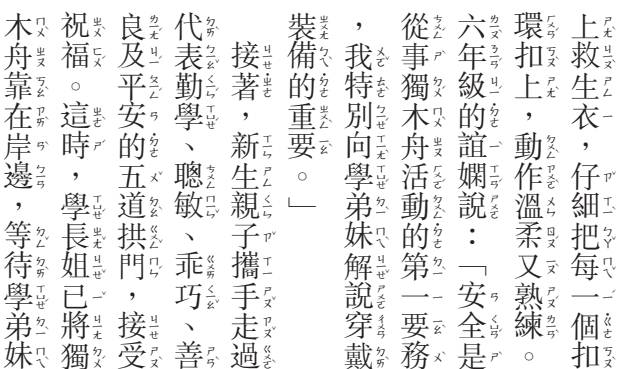 上救生衣，仔細把每一個扣
環扣上，動作溫柔又熟練。
六年級的誼嫻說：「安全是
從事獨木舟活動的第一要務
，我特別向學弟妹解說穿戴
裝備的重要。」
接著，新生親子攜手走過
代表勤學、聰敏、乖巧、善
良及平安的五道拱門，接受
祝福。這時，學長姐已將獨
木舟靠在岸邊，等待學弟妹